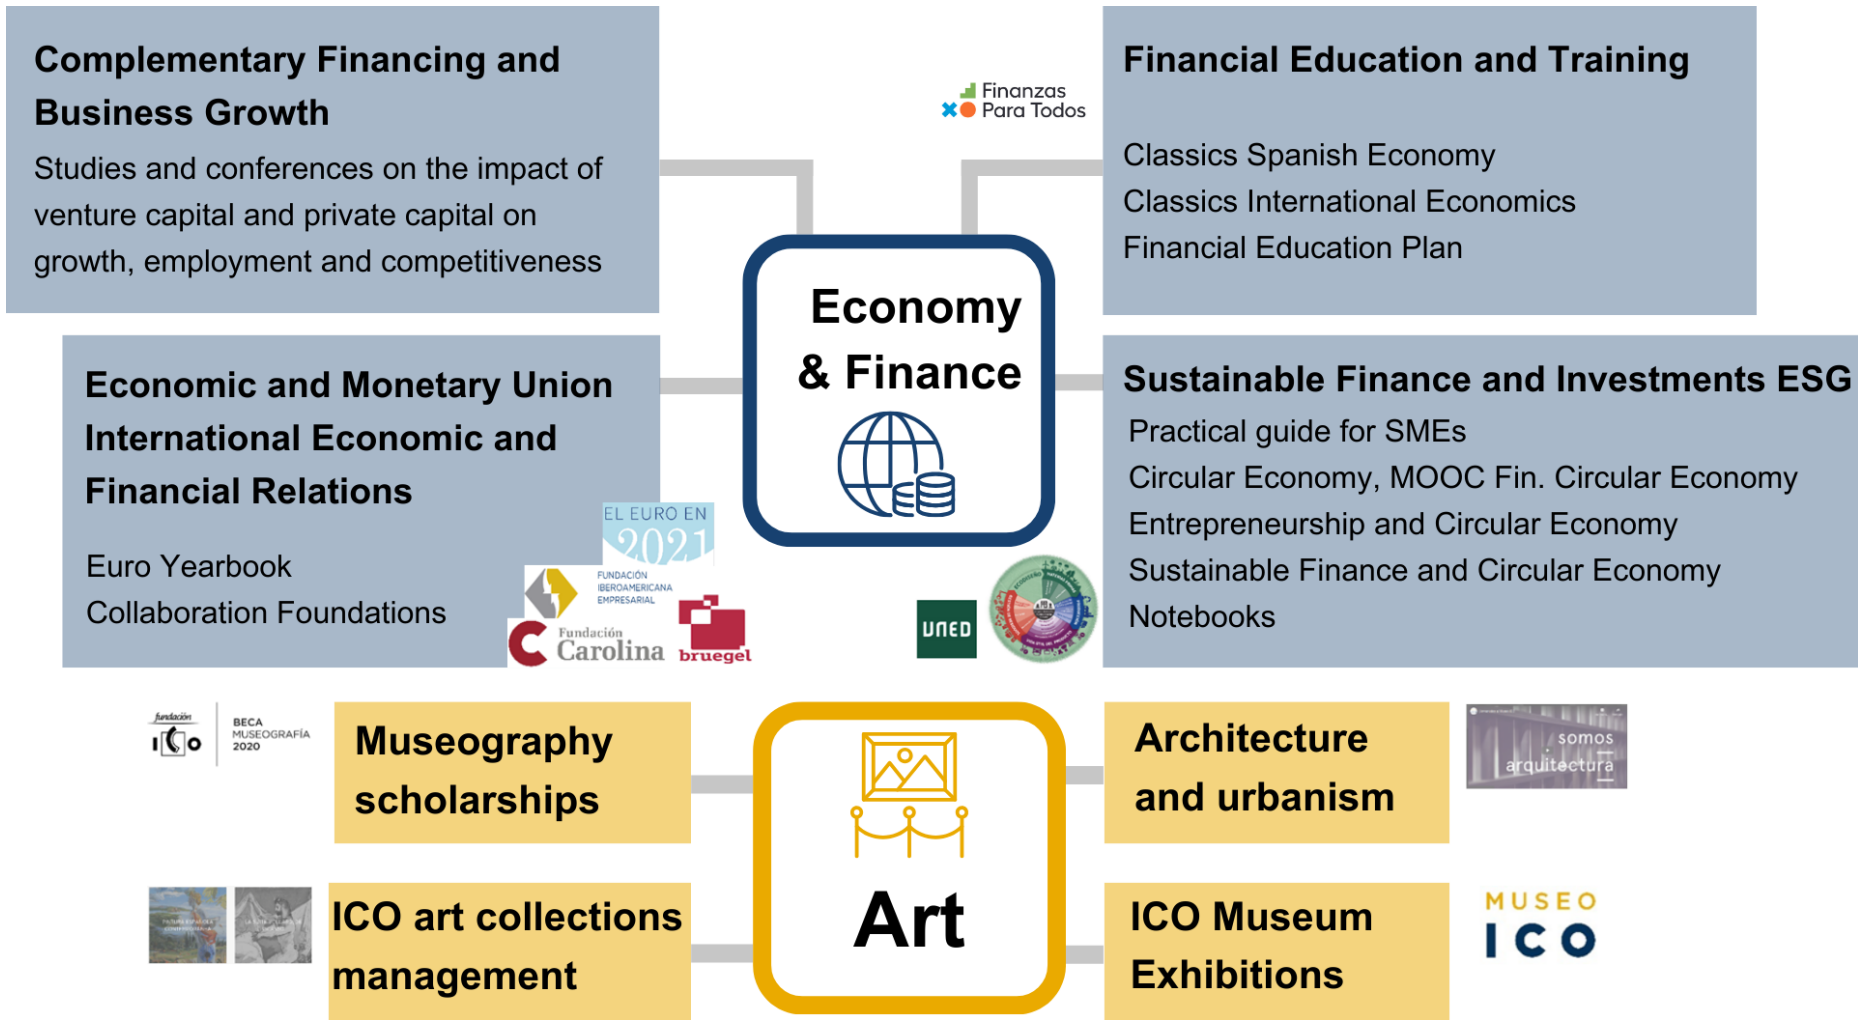 Complementary Financing and
Business Growth
Studies and conferences on the impact of
venture capital and private capital on
growth, employment and competitiveness
Finanzas
Para Todos
Financial Education and Training
Classics Spanish Economy
Classics International Economics
Financial Education Plan
Economy
& Finance
Economic and Monetary Union
International Economic and
Financial Relations
Euro Yearbook
Collaboration Foundations
EL EURO EN
2021
FUNDACIÓN
IBEROAMERICANA
EMPRESARIAL
Fundación
Carolina
bruegel
UNED
Sustainable Finance and Investments ESG
Practical guide for SMEs
Circular Economy, MOOC Fin. Circular Economy
Entrepreneurship and Circular Economy
Sustainable Finance and Circular Economy
Notebooks
fundación
ICO
BECA
MUSEOGRAFÍA
2020
Museography
scholarships
Art
Architecture
and urbanism
somos
arquitectura
ICO art collections
management
ICO Museum
Exhibitions
MUSEO
ICO